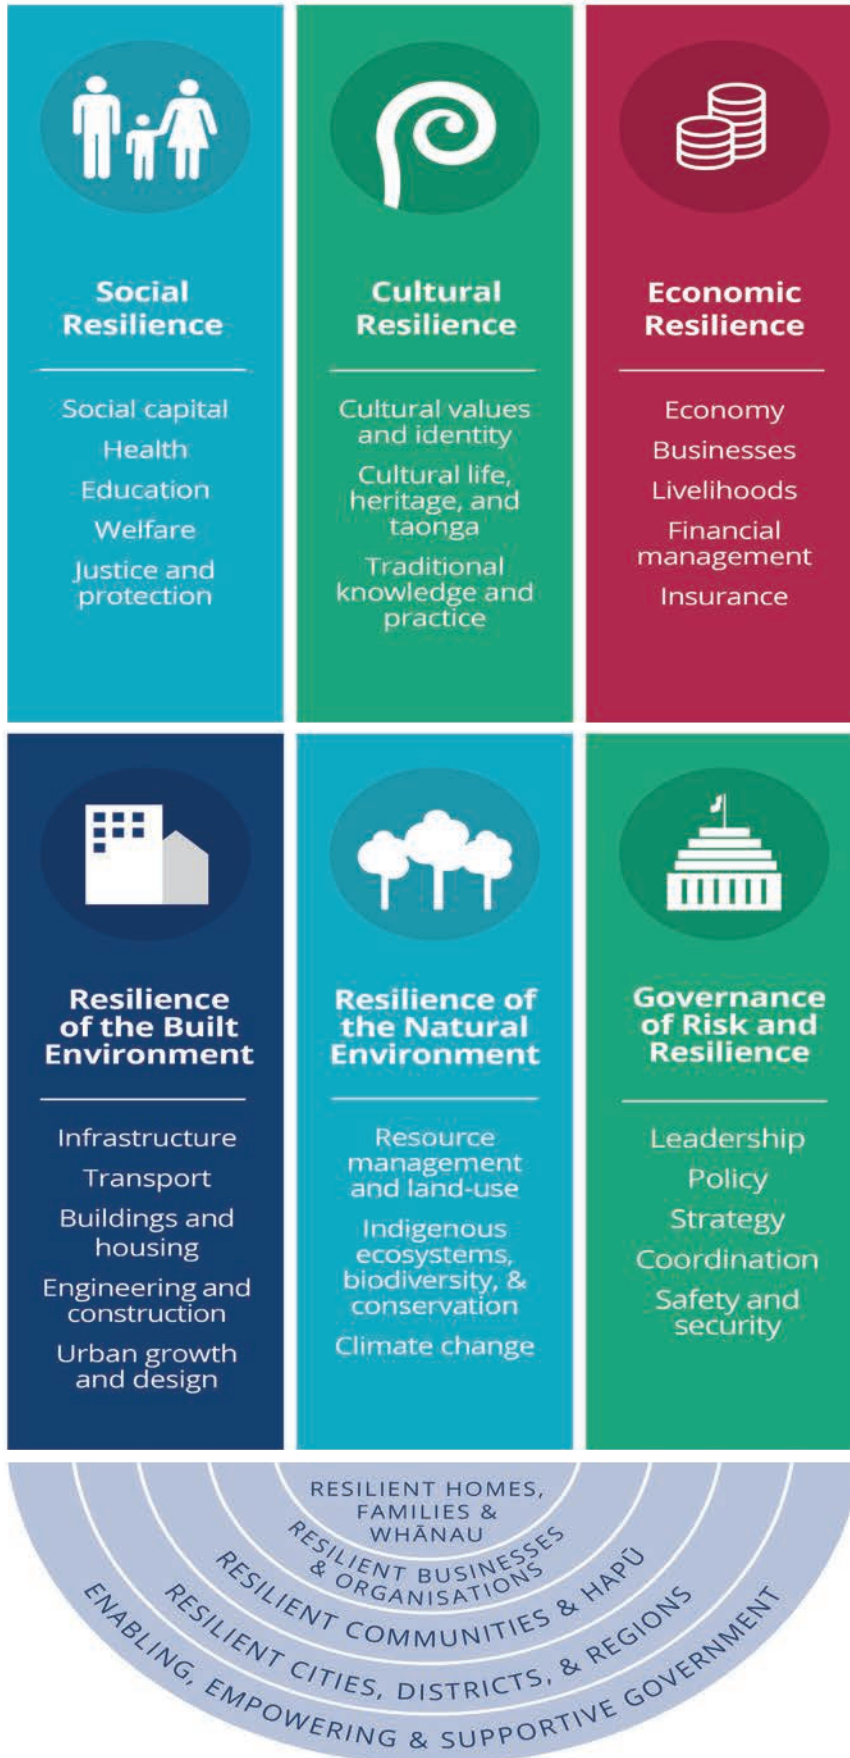 Social
Resilience
Social capital
Health
Education
Welfare
Justice and
protection
Cultural
Resilience
Cultural values
and identity
Cultural life,
heritage, and
taonga
Traditional
knowledge and
practice
Economic
Resilience
Economy
Businesses
Livelihoods
Financial
management
Insurance
Resilience
of the Built
Environment
Infrastructure
Transport
Buildings and
housing
Engineering and
construction
Urban growth
and design
Resilience of
the Natural
Environment
Resource
management
and land-use
Indigenous
ecosystems,
biodiversity, &
conservation
Climate change
Governance
of Risk and
Resilience
Leadership
Policy
Strategy
Coordination
Safety and
security
RESILIENT HOMES,
FAMILIES &
WHĀNAU
RESILIENT BUSINESSES
& ORGANISATIONS
RESILIENT COMMUNITIES & HAPŪ
RESILIENT CITIES, DISTRICTS, & REGIONS
ENABLING, EMPOWERING & SUPPORTIVE GOVERNMENT